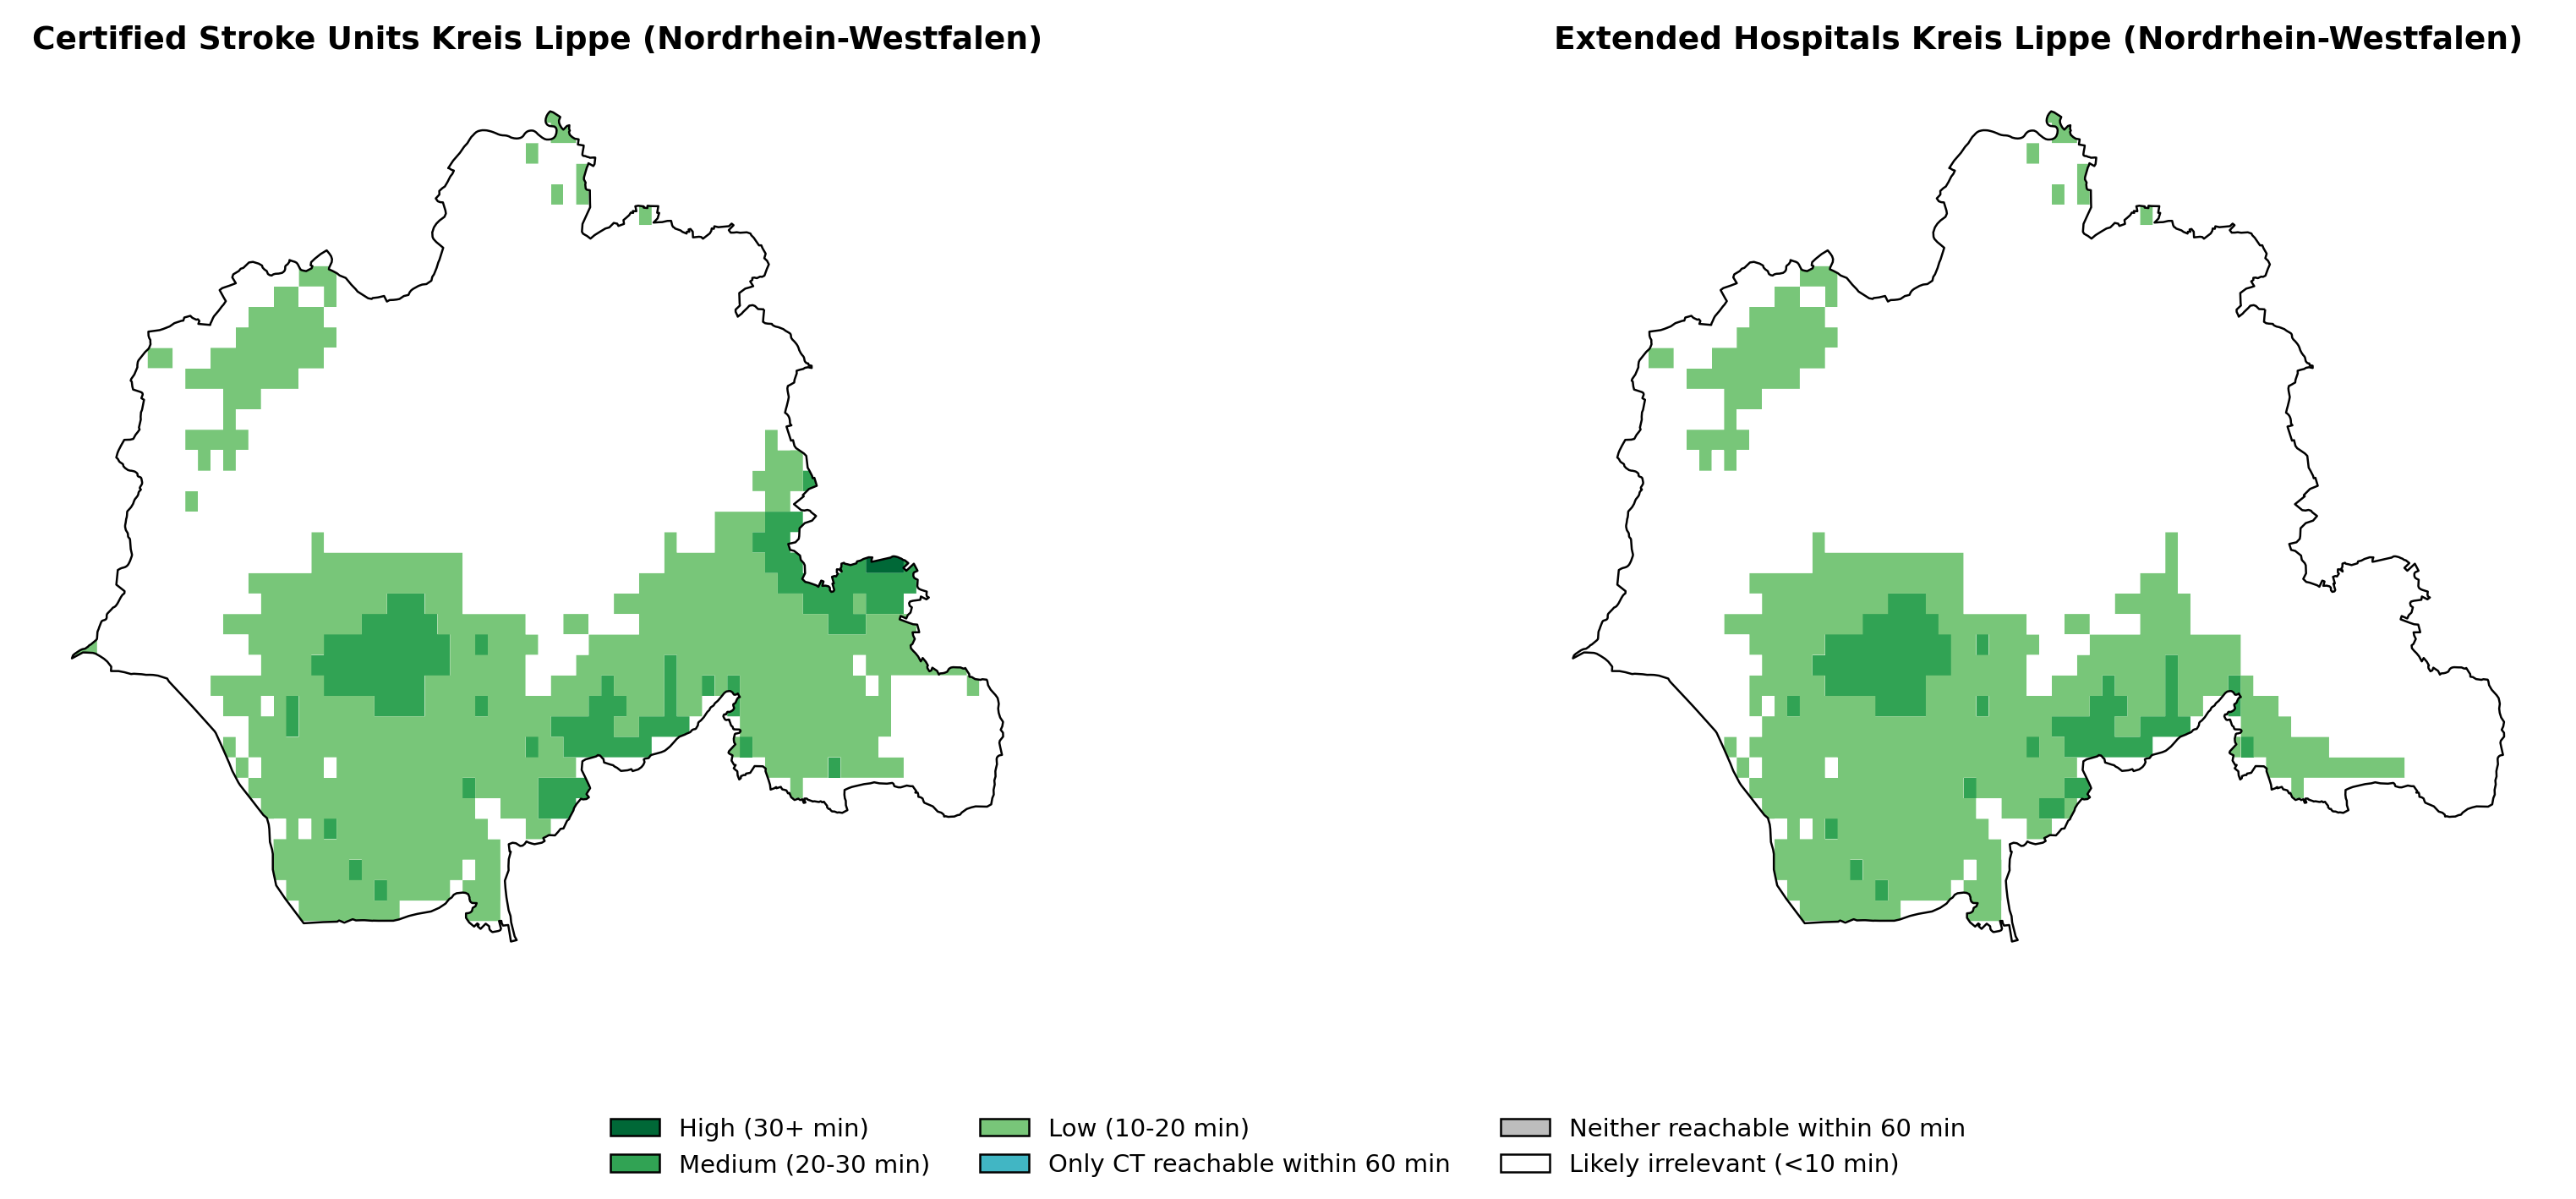 Certified Stroke Units Kreis Lippe (Nordrhein-Westfalen)
Extended Hospitals Kreis Lippe (Nordrhein-Westfalen)
High (30+ min)
Medium (20-30 min)
Low (10-20 min)
Only CT reachable within 60 min
Neither reachable within 60 min
Likely irrelevant (<10 min)